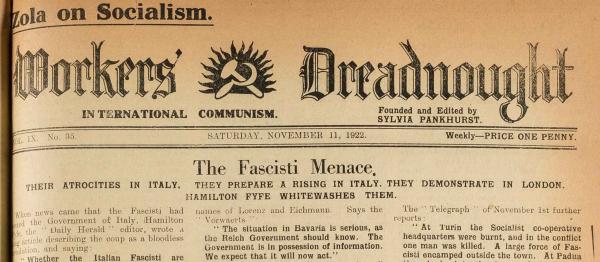 Zola on Socialism.
Workers' Dreadnought
INTERNATIONAL COMMUNISM.
Founded and Edited by
SYLVIA PANKHURST.
VOL. IX. No. 35. SATURDAY, NOVEMBER 11, 1922. Weekly—PRICE ONE PENNY.
The Fascisti Menace.
THEIR ATROCITIES IN ITALY. THEY PREPARE A RISING IN ITALY. THEY DEMONSTRATE IN LONDON.
HAMILTON FYFE WHITEWASHES THEM.
When news came that the Fascisti had
the Government of Italy, Hamilton
the "Daily Herald" editor, wrote a
article describing the coup as a bloodless
and saying:
"Whether the Italian Fascisti are
names of Lorenz and Eichmann. Says the
"Vorwaerts":
"The situation in Bavaria is serious, as
the Reich Government should know. The
Government is in possession of information.
We expect that it will now act."
The "Telegraph" of November 1st further
reports:
"At Turin the Socialist co-operative
headquarters were burnt, and in the conflict
one man was killed. A large force of Fas-
cisti encamped outside the town. At Padua